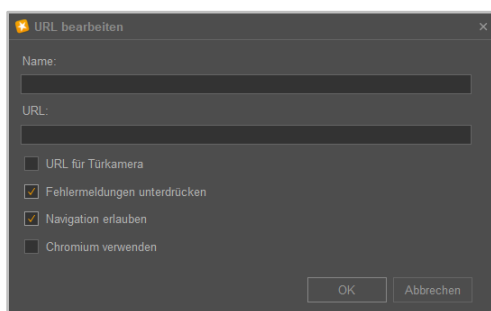 URL bearbeiten
Name:
URL:
URL für Türkamera
Fehlermeldungen unterdrücken
Navigation erlauben
Chromium verwenden
OK Abbrechen